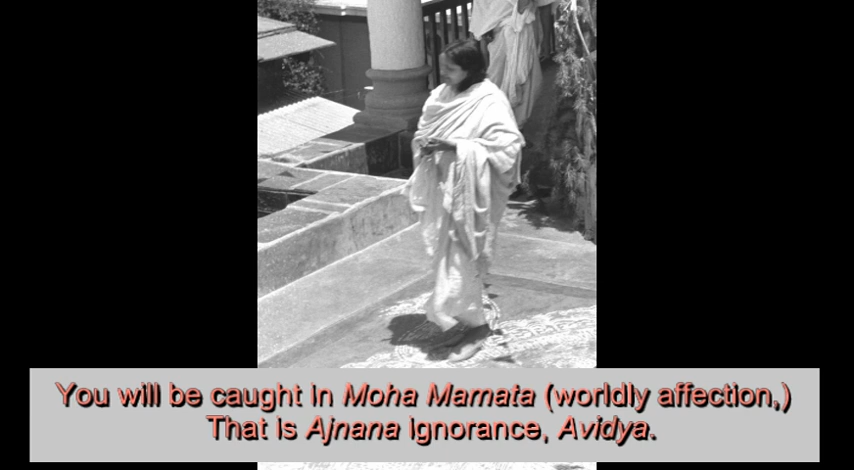 You will be caught in Moha Mamata (worldly affection,)
That is Ajnana ignorance, Avidya.